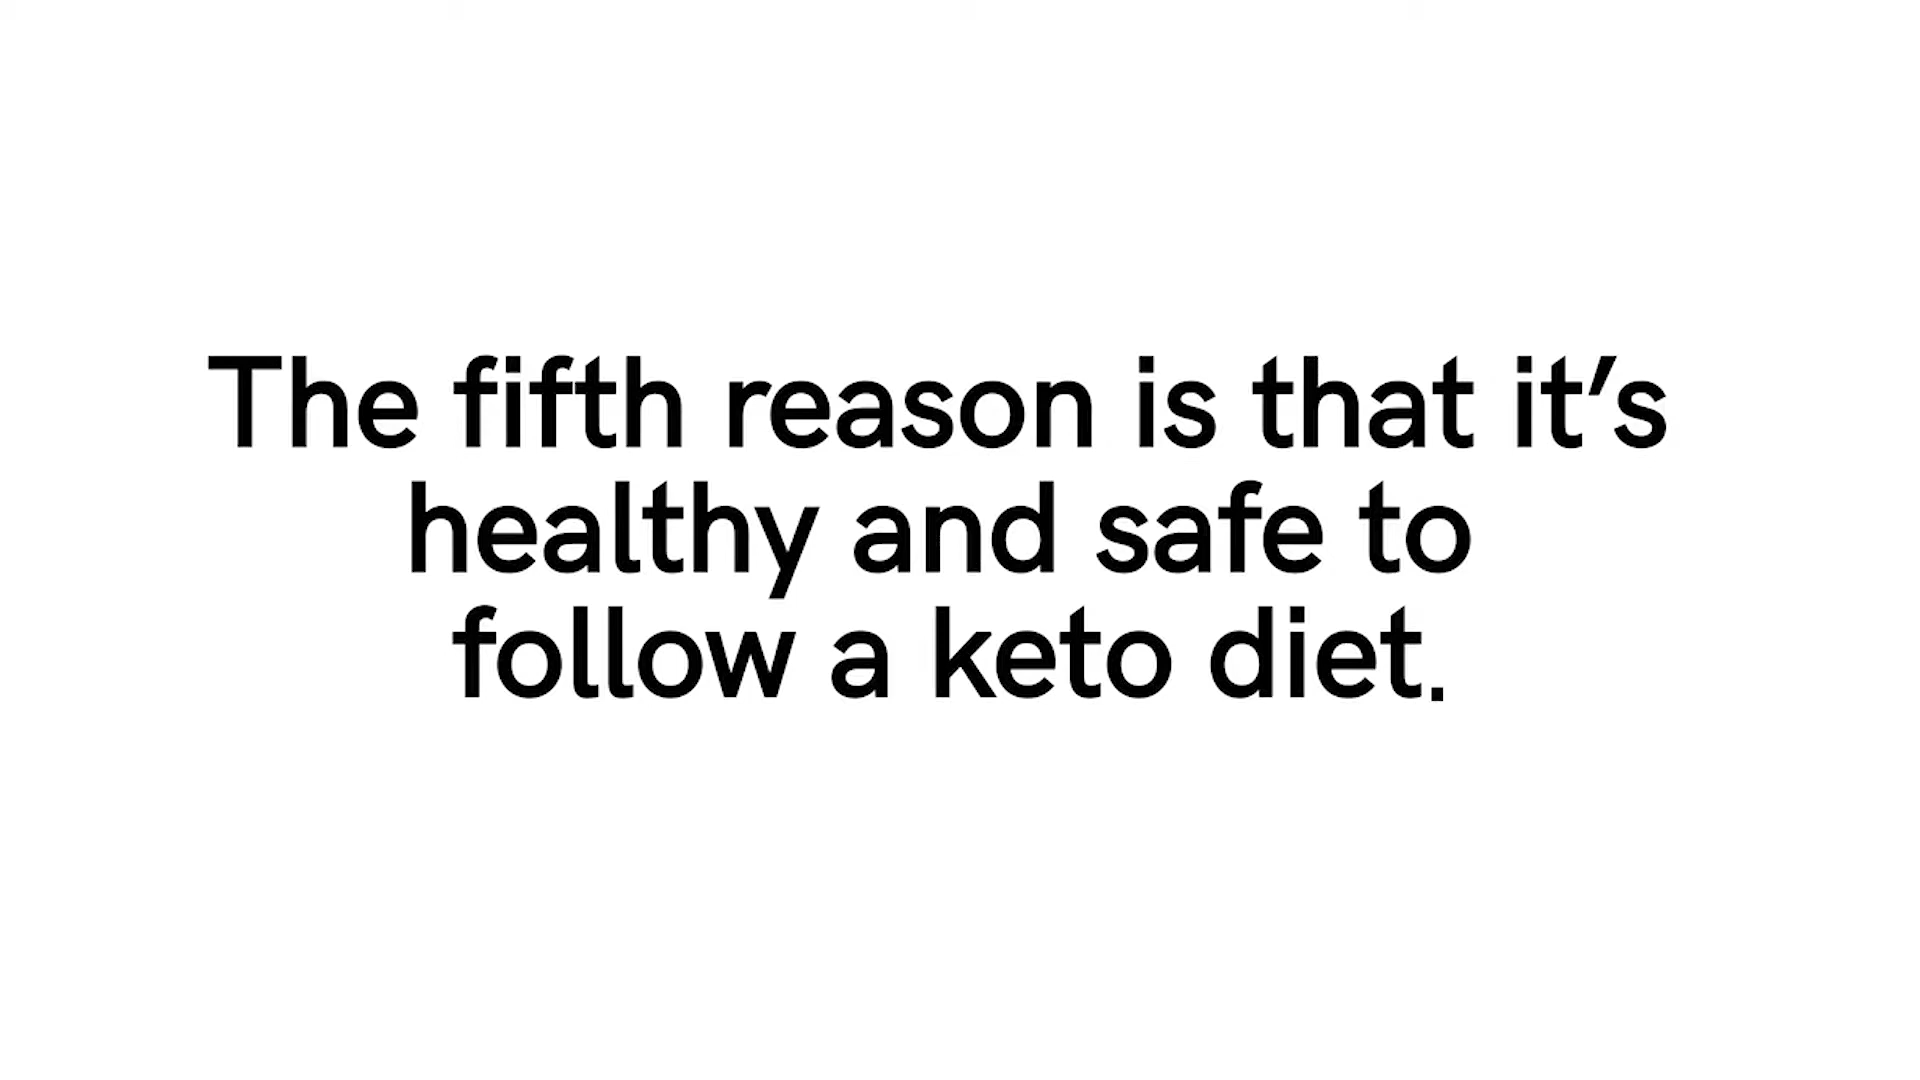 The fifth reason is that it’s
healthy and safe to
follow a keto diet.